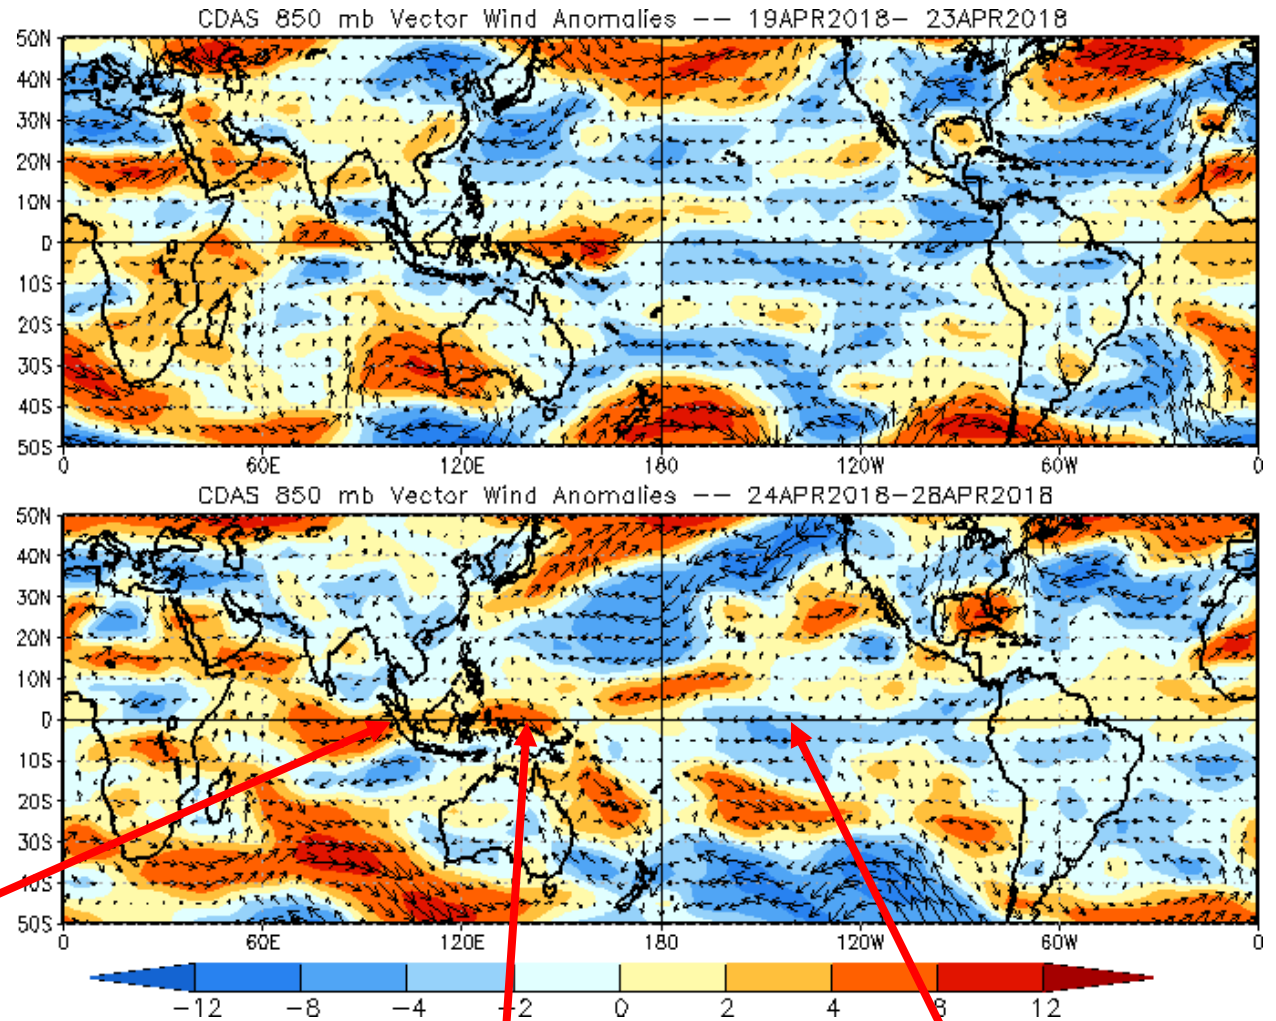 CDAS 850 mb Vector Wind Anomalies -- 19APR2018- 23APR2018
50N
40N
30N
20N
10N
0
10S
20S
30S
40S
50S
0 60E 120E 180 120W 60W 0
CDAS 850 mb Vector Wind Anomalies -- 24APR2018-28APR2018
50N
40N
30N
20N
10N
0
10S
20S
30S
40S
50S
0 60E 120E 180 120W 60W 0
-12 -8 -4 -2 0 2 4 8 12